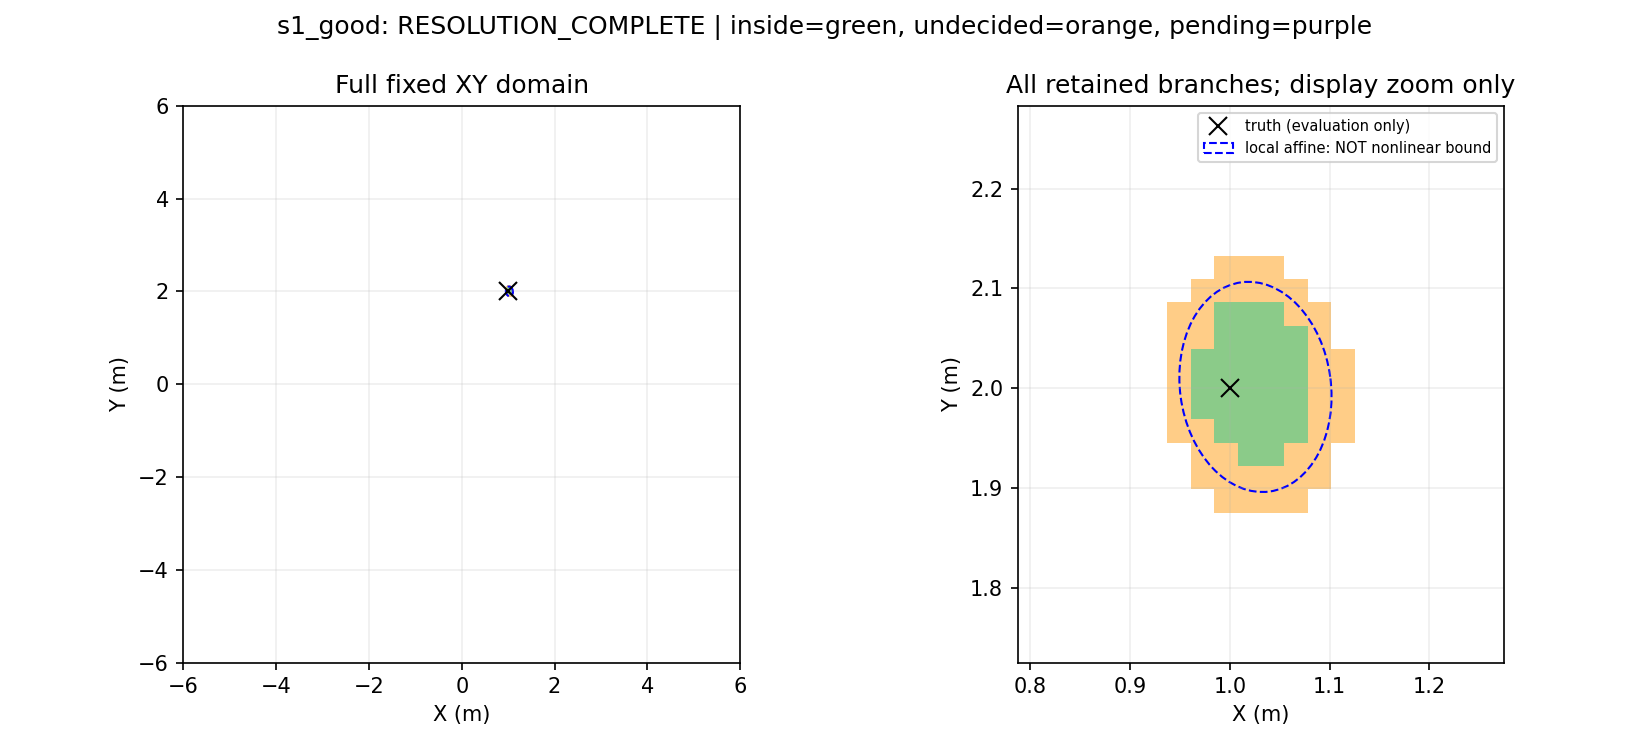 s1_good: RESOLUTION_COMPLETE | inside=green, undecided=orange, pending=purple
Full fixed XY domain
6
4
2
0
−2
−4
−6
Y (m)
−6 −4 −2 0 2 4 6
X (m)
All retained branches; display zoom only
truth (evaluation only)
local affine: NOT nonlinear bound
2.2
2.1
2.0
1.9
1.8
Y (m)
0.8 0.9 1.0 1.1 1.2
X (m)